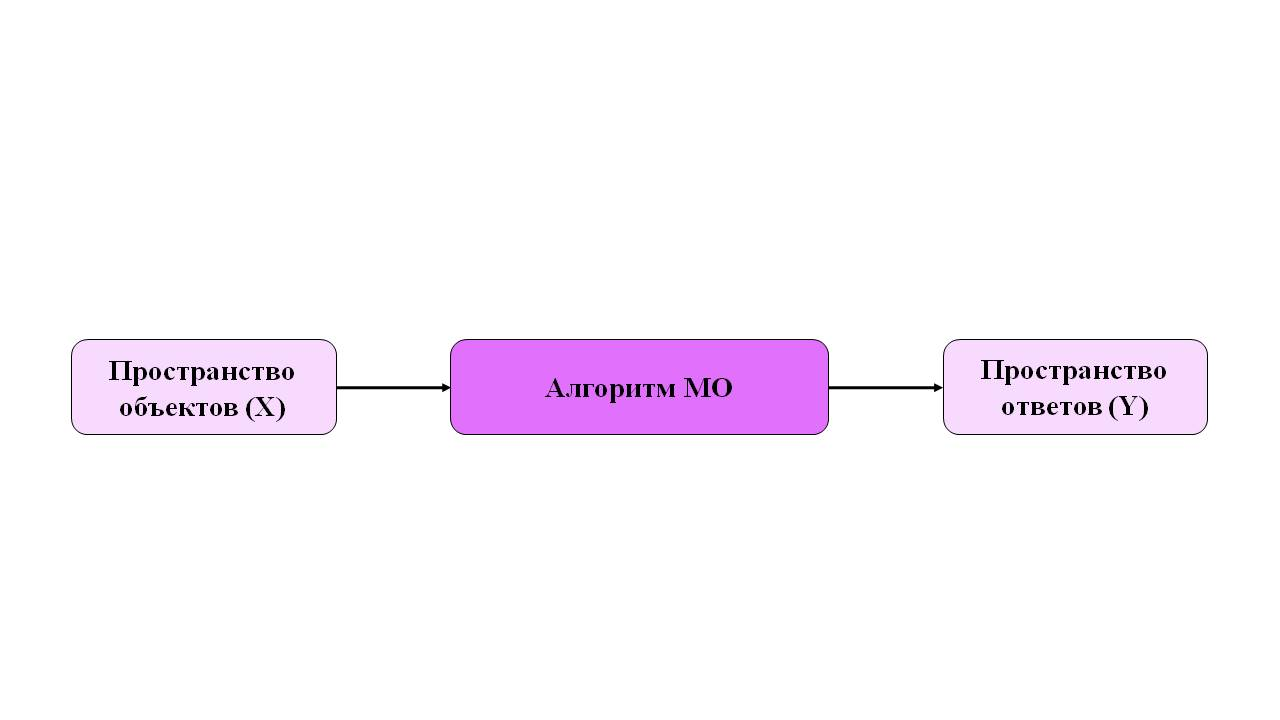 Пространство
объектов (X)
Алгоритм МО
Пространство
ответов (Y)